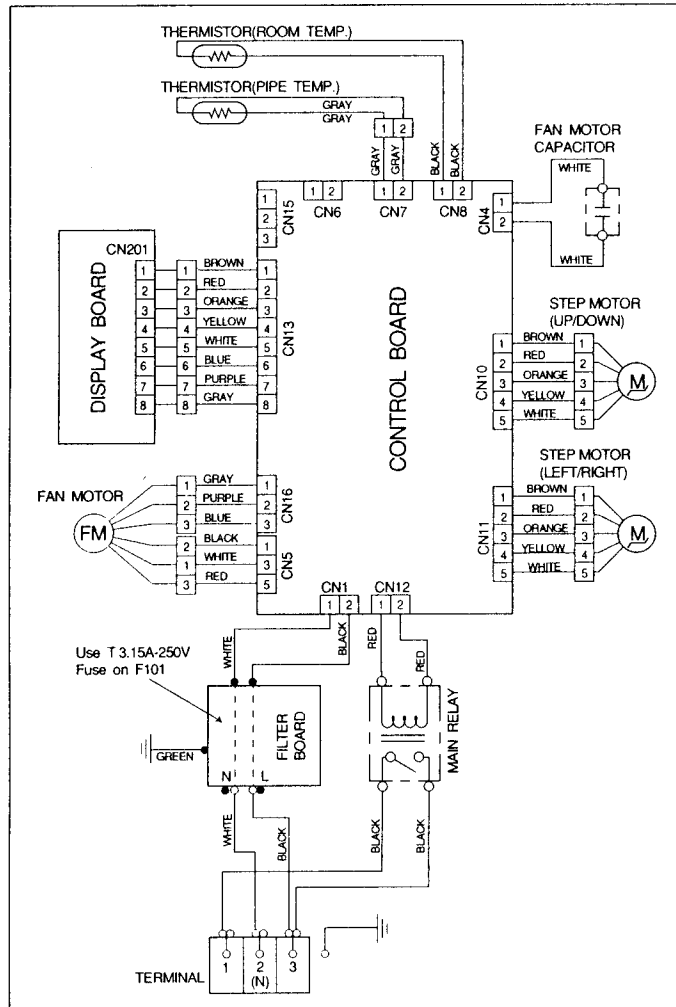 THERMISTOR(ROOM TEMP.)
THERMISTOR(PIPE TEMP.)
GRAY
GRAY
1 2
GRAY
GRAY
BLACK
BLACK
FAN MOTOR
CAPACITOR
WHITE
WHITE
1 2
CN6
1 2
CN7
1 2
CN8
1
2
3
CN15
1
2
CN4
CONTROL BOARD
DISPLAY BOARD
CN201
1 1 BROWN 1
2 2 RED 2
3 3 ORANGE 3
4 4 YELLOW 4
5 5 WHITE 5
6 6 BLUE 6
7 7 PURPLE 7
8 8 GRAY 8
CN13
STEP MOTOR
(UP/DOWN)
CN10
1 BROWN 1
2 RED 2
3 ORANGE 3
4 YELLOW 4
5 WHITE 5
M
STEP MOTOR
(LEFT/RIGHT)
CN11
1 BROWN 1
2 RED 2
3 ORANGE 3
4 YELLOW 4
5 WHITE 5
M
FAN MOTOR
FM
1 GRAY 1
2 PURPLE 2
3 BLUE 3
CN16
2 BLACK 1
1 WHITE 3
3 RED 5
CN5
CN1
1 2
CN12
1 2
WHITE
BLACK
RED
RED
Use T 3.15A-250V
Fuse on F101
FILTER
BOARD
GREEN
N L
MAIN RELAY
WHITE
BLACK
BLACK
BLACK
TERMINAL
1 2 3
(N)